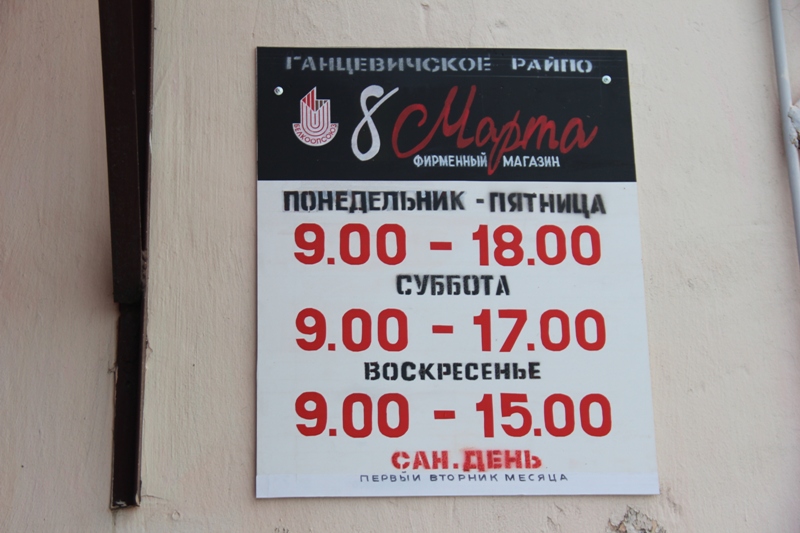 ГАНЦЕВИЧСКОЕ РАЙПО
БЕЛКООПСОЮЗ
8 Марта
ФИРМЕННЫЙ МАГАЗИН
ПОНЕДЕЛЬНИК - ПЯТНИЦА
9.00 - 18.00
СУББОТА
9.00 - 17.00
ВОСКРЕСЕНЬЕ
9.00 - 15.00
САН.ДЕНЬ
ПЕРВЫЙ ВТОРНИК МЕСЯЦА